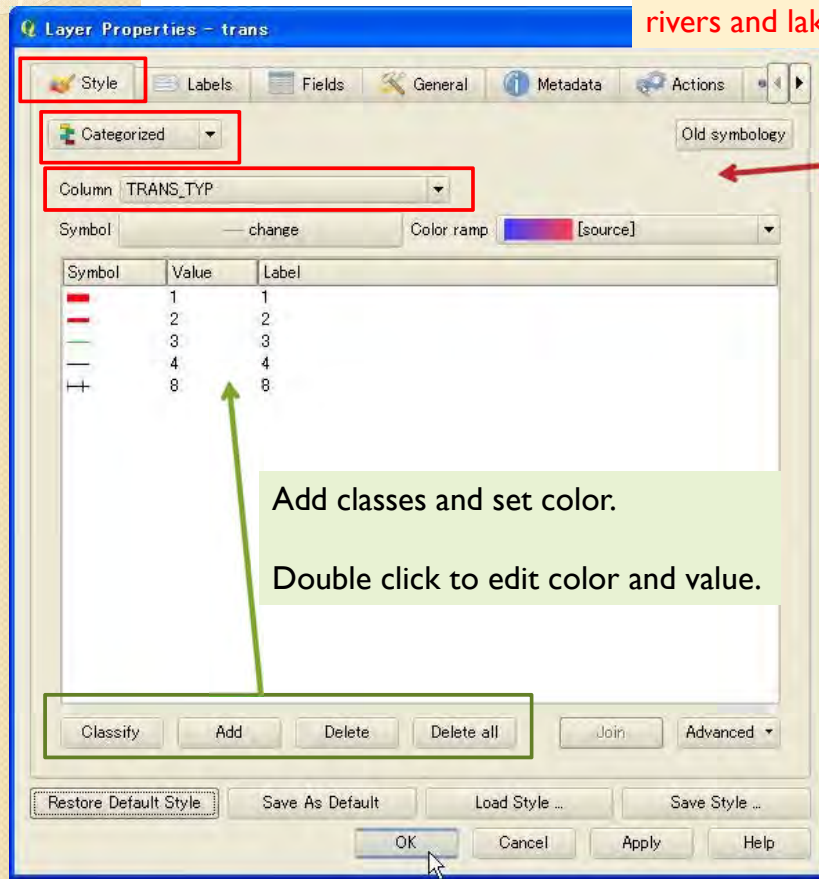 Layer Properties - trans
rivers and lak
Style Labels Fields General Metadata Actions
Categorized Old symbology
Column TRANS_TYP
Symbol change Color ramp [source]
Symbol Value Label
1 1
2 2
3 3
4 4
8 8
Add classes and set color.
Double click to edit color and value.
Classify Add Delete Delete all Join Advanced
Restore Default Style Save As Default Load Style ... Save Style ...
OK Cancel Apply Help